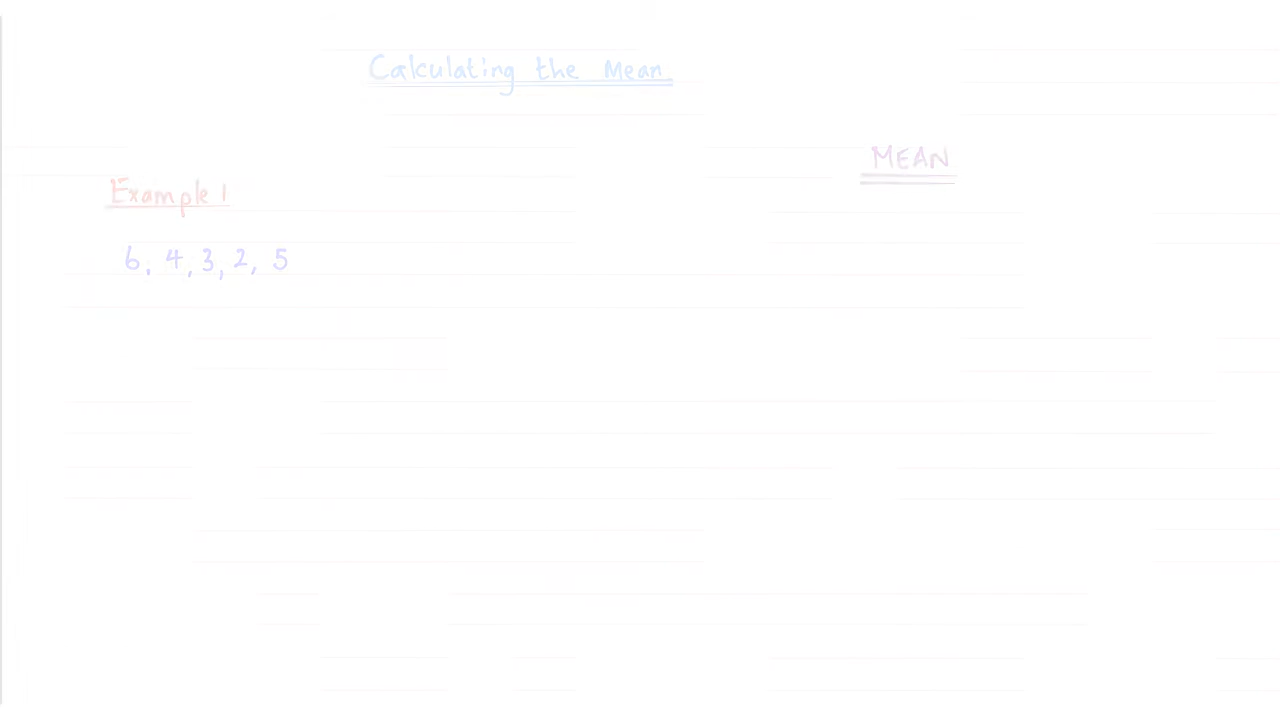 Calculating the Mean
MEAN
Example 1
6, 4, 3, 2, 5